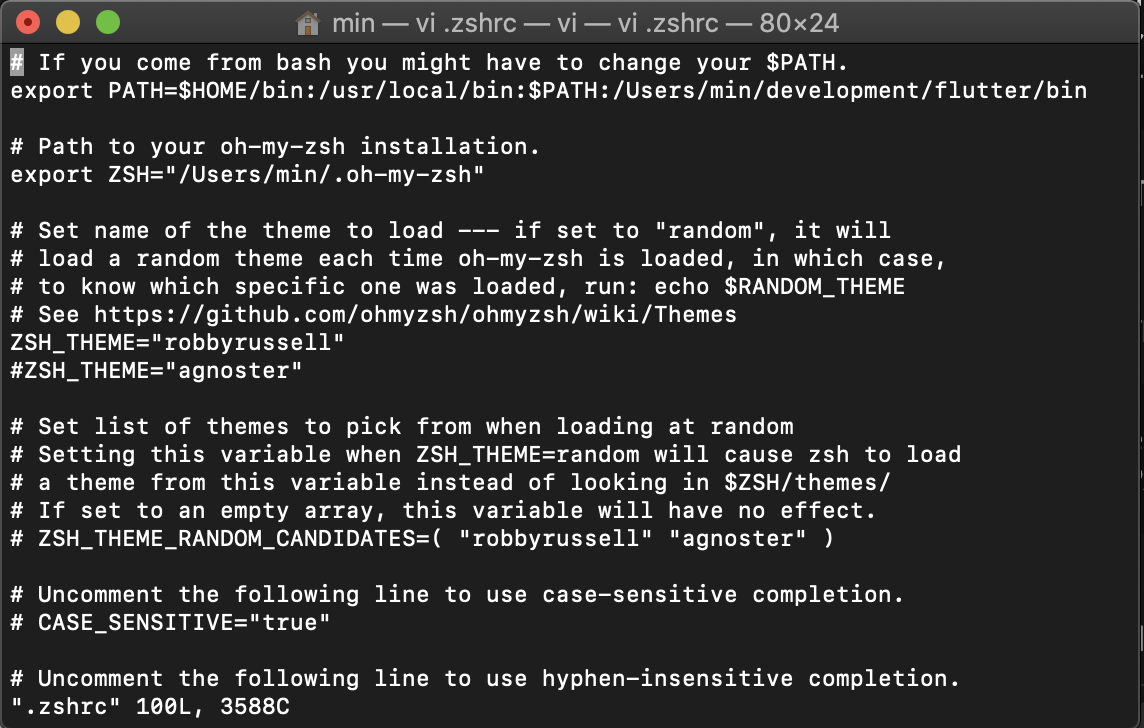 min — vi .zshrc — vi — vi .zshrc — 80×24
# If you come from bash you might have to change your $PATH.
export PATH=$HOME/bin:/usr/local/bin:$PATH:/Users/min/development/flutter/bin
# Path to your oh-my-zsh installation.
export ZSH="/Users/min/.oh-my-zsh"
# Set name of the theme to load --- if set to "random", it will
# load a random theme each time oh-my-zsh is loaded, in which case,
# to know which specific one was loaded, run: echo $RANDOM_THEME
# See https://github.com/ohmyzsh/ohmyzsh/wiki/Themes
ZSH_THEME="robbyrussell"
#ZSH_THEME="agnoster"
# Set list of themes to pick from when loading at random
# Setting this variable when ZSH_THEME=random will cause zsh to load
# a theme from this variable instead of looking in $ZSH/themes/
# If set to an empty array, this variable will have no effect.
# ZSH_THEME_RANDOM_CANDIDATES=( "robbyrussell" "agnoster" )
# Uncomment the following line to use case-sensitive completion.
# CASE_SENSITIVE="true"
# Uncomment the following line to use hyphen-insensitive completion.
".zshrc" 100L, 3588C